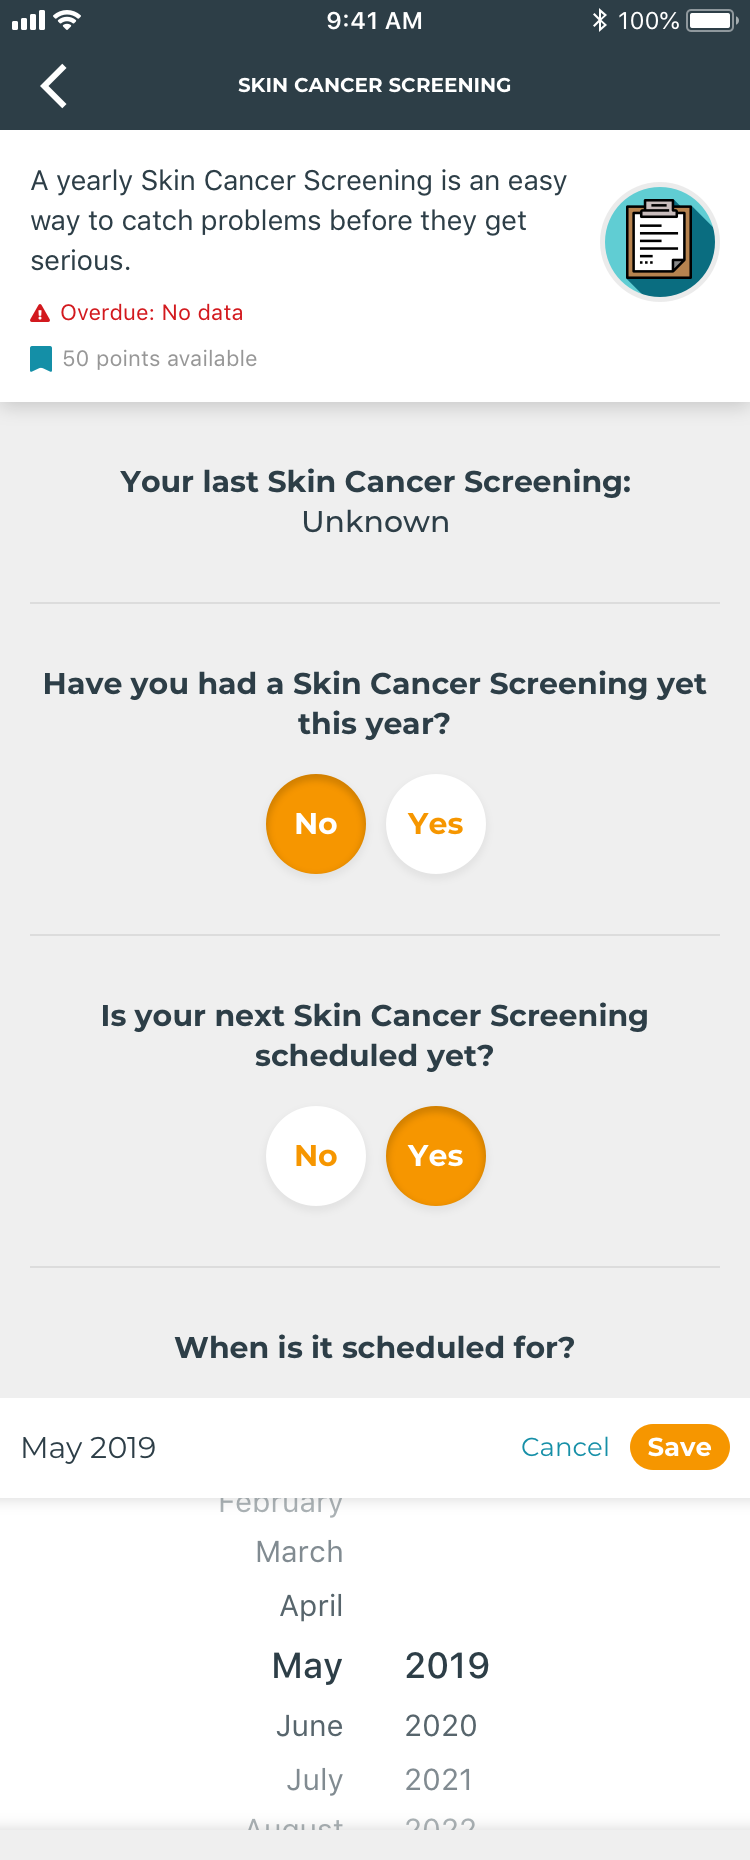 9:41 AM
100%
SKIN CANCER SCREENING
A yearly Skin Cancer Screening is an easy
way to catch problems before they get
serious.
Overdue: No data
50 points available
Your last Skin Cancer Screening:
Unknown
Have you had a Skin Cancer Screening yet
this year?
No Yes
Is your next Skin Cancer Screening
scheduled yet?
No Yes
When is it scheduled for?
May 2019 Cancel Save
February
March
April
May 2019
June 2020
July 2021
August 2022